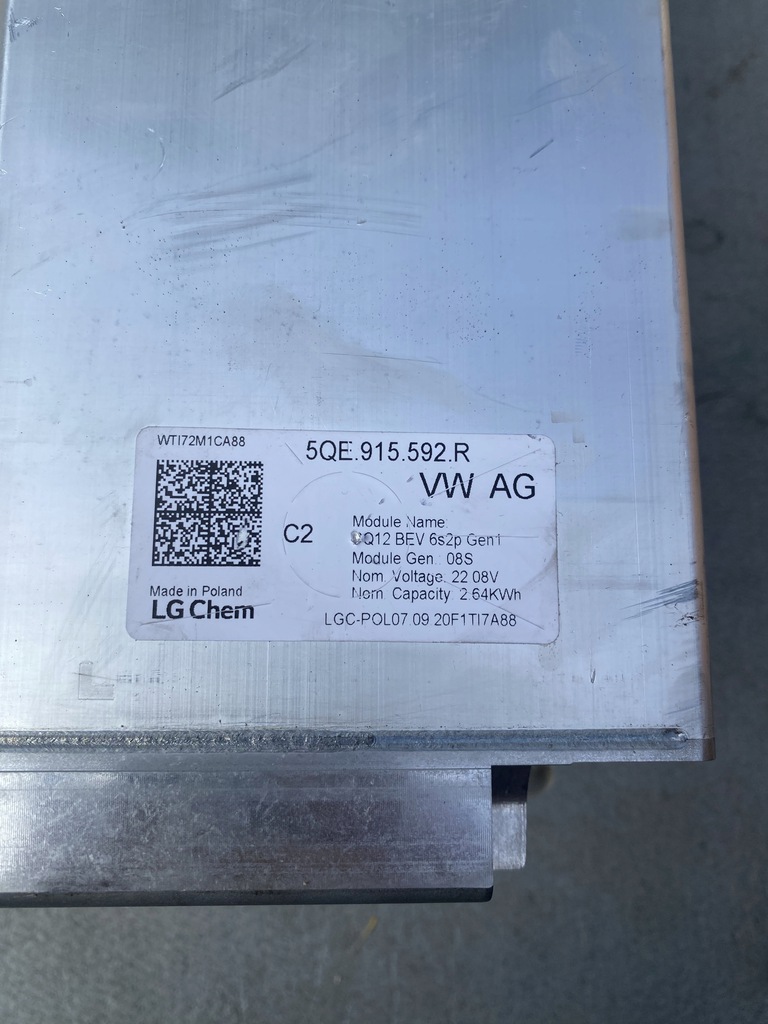 WTI72M1CA88
5QE.915.592.R
VW AG
C2
Module Name
BEV 6s2p Gen1
Module Gen.: 08S
Nom. Voltage: 22.08V
Nom. Capacity: 2.64KWh
Made in Poland
LG Chem
LGC-POL07.09.20F1TI7A88